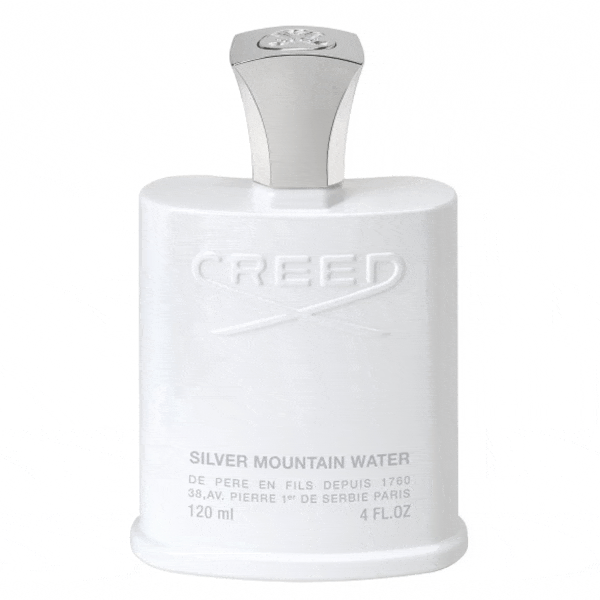 CREED
SILVER MOUNTAIN WATER
DE PERE EN FILS DEPUIS 1760
38,AV. PIERRE 1er DE SERBIE PARIS
120 ml 4 FL.OZ